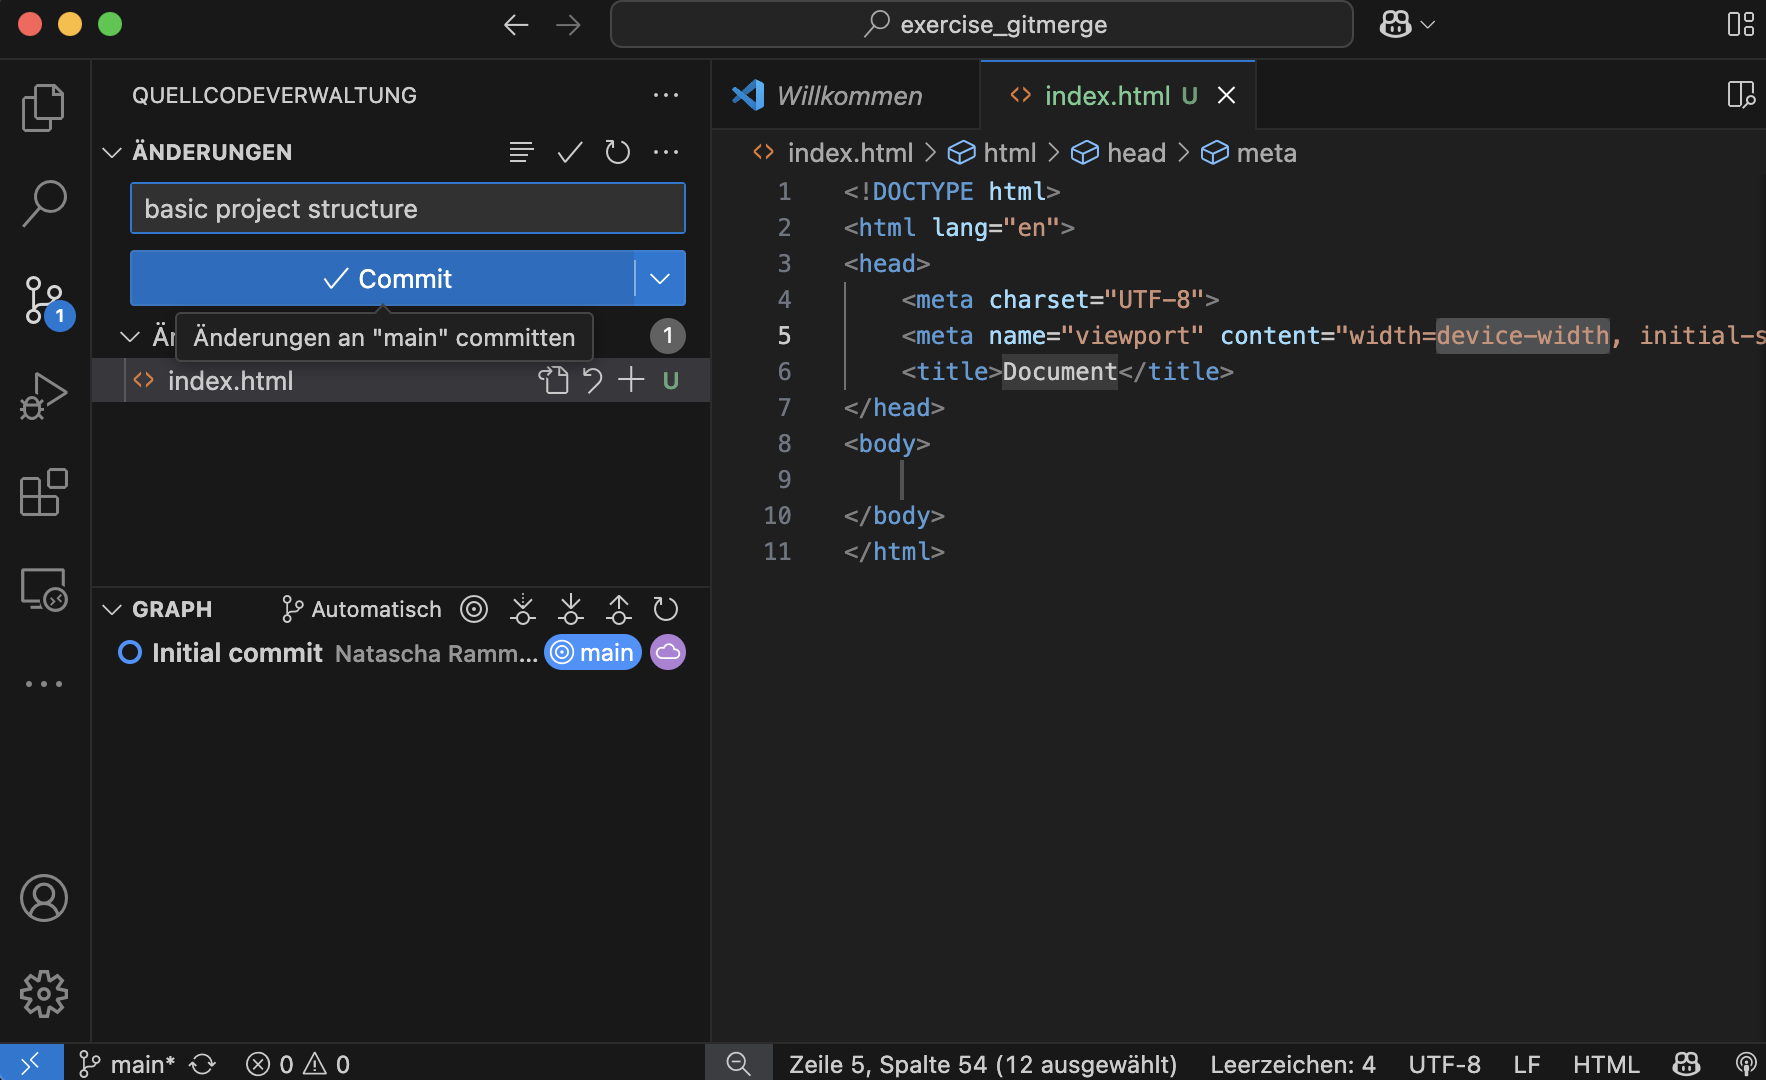 exercise_gitmerge
QUELLCODEVERWALTUNG
ÄNDERUNGEN
basic project structure
Commit
Änderungen an "main" committen
1
1
index.html U
GRAPH Automatisch
Initial commit Natascha Ramm... main
Willkommen
index.html U
index.html > html > head > meta
1 <!DOCTYPE html>
2 <html lang="en">
3 <head>
4 <meta charset="UTF-8">
5 <meta name="viewport" content="width=device-width, initial-s
6 <title>Document</title>
7 </head>
8 <body>
9
10 </body>
11 </html>
main* 0 0
Zeile 5, Spalte 54 (12 ausgewählt) Leerzeichen: 4 UTF-8 LF HTML